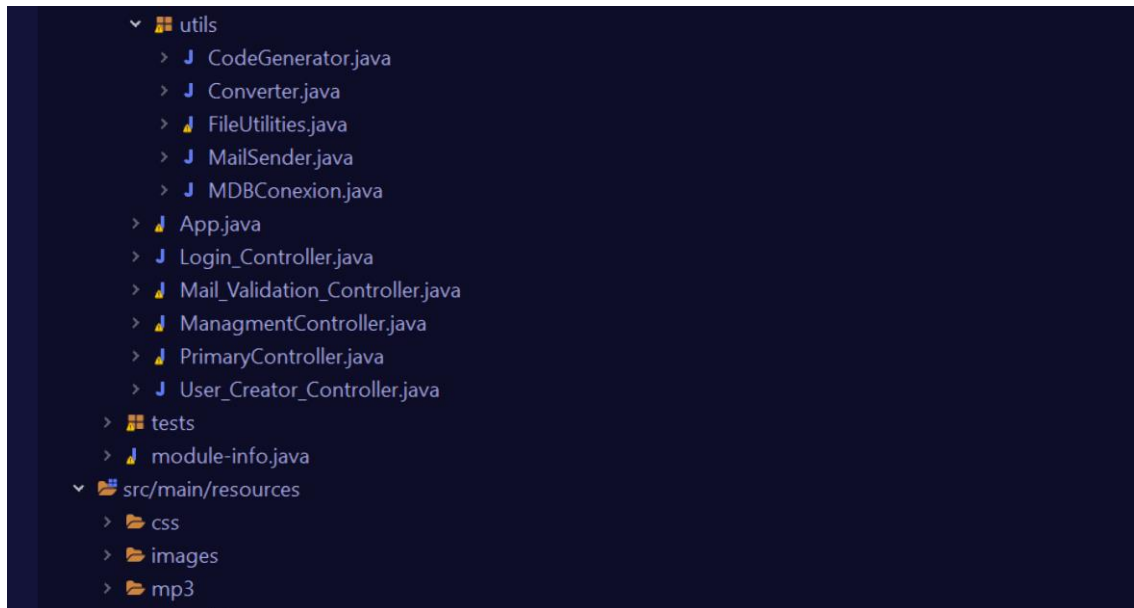 utils
CodeGenerator.java
Converter.java
FileUtilities.java
MailSender.java
MDBConexion.java
App.java
Login_Controller.java
Mail_Validation_Controller.java
ManagmentController.java
PrimaryController.java
User_Creator_Controller.java
tests
module-info.java
src/main/resources
css
images
mp3